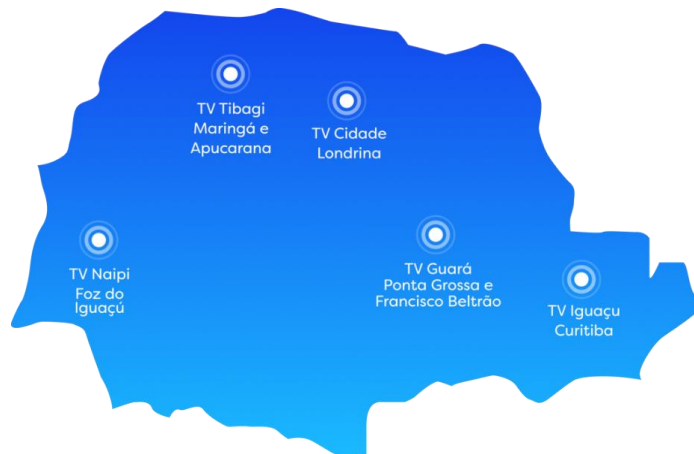 TV Tibagi
Maringá e
Apucarana
TV Cidade
Londrina
TV Naipi
Foz do
Iguaçú
TV Guará
Ponta Grossa e
Francisco Beltrão
TV Iguaçu
Curitiba